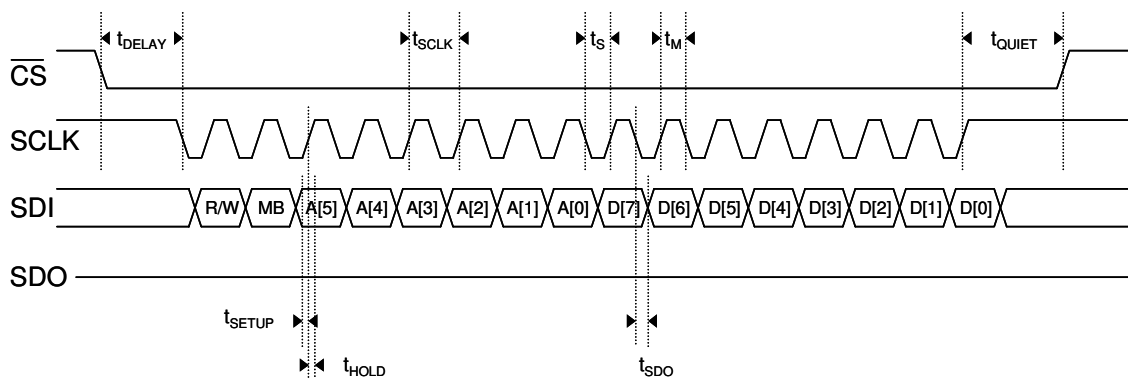 tDELAY
tSCLK
tS
tM
tQUIET
CS
SCLK
SDI
R/W
MB
A[5]
A[4]
A[3]
A[2]
A[1]
A[0]
D[7]
D[6]
D[5]
D[4]
D[3]
D[2]
D[1]
D[0]
SDO
tSETUP
tHOLD
tSDO